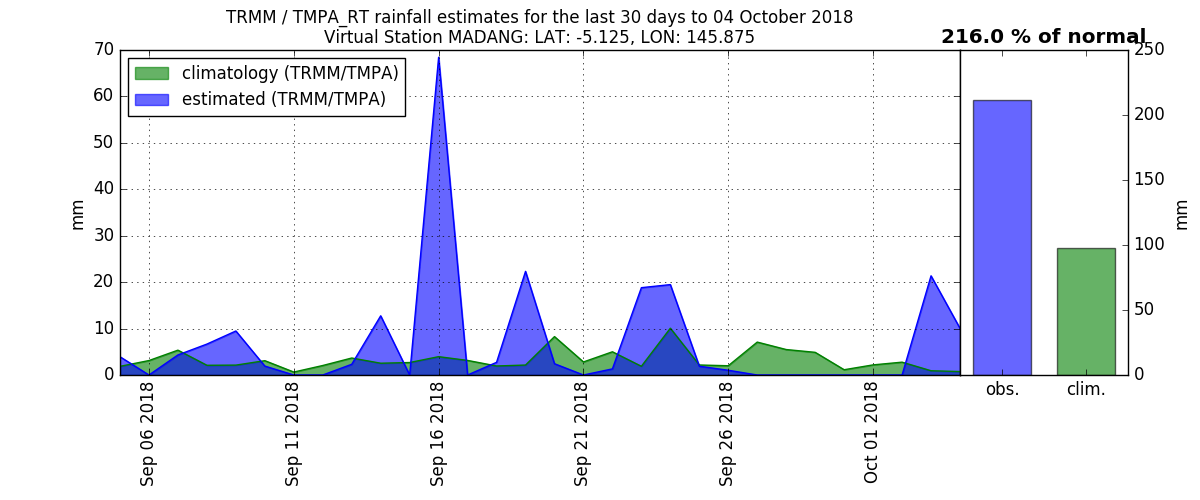 TRMM / TMPA_RT rainfall estimates for the last 30 days to 04 October 2018
Virtual Station MADANG: LAT: -5.125, LON: 145.875
216.0 % of normal
climatology (TRMM/TMPA)
estimated (TRMM/TMPA)
mm
70
60
50
40
30
20
10
0
Sep 06 2018
Sep 11 2018
Sep 16 2018
Sep 21 2018
Sep 26 2018
Oct 01 2018
obs.
clim.
250
200
150
100
50
0
mm